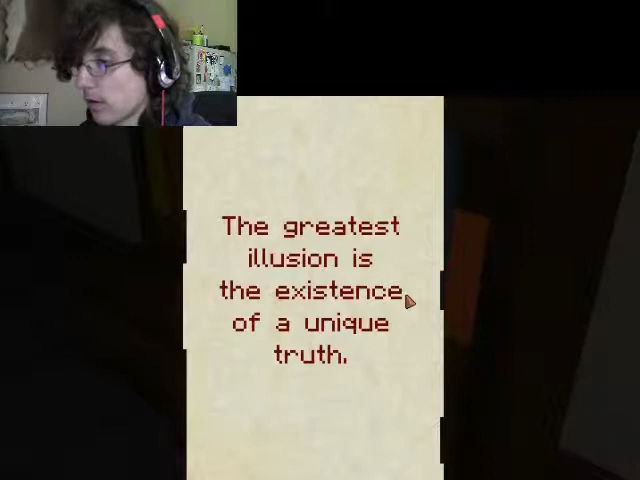 The greatest
illusion is
the existence
of a unique
truth.